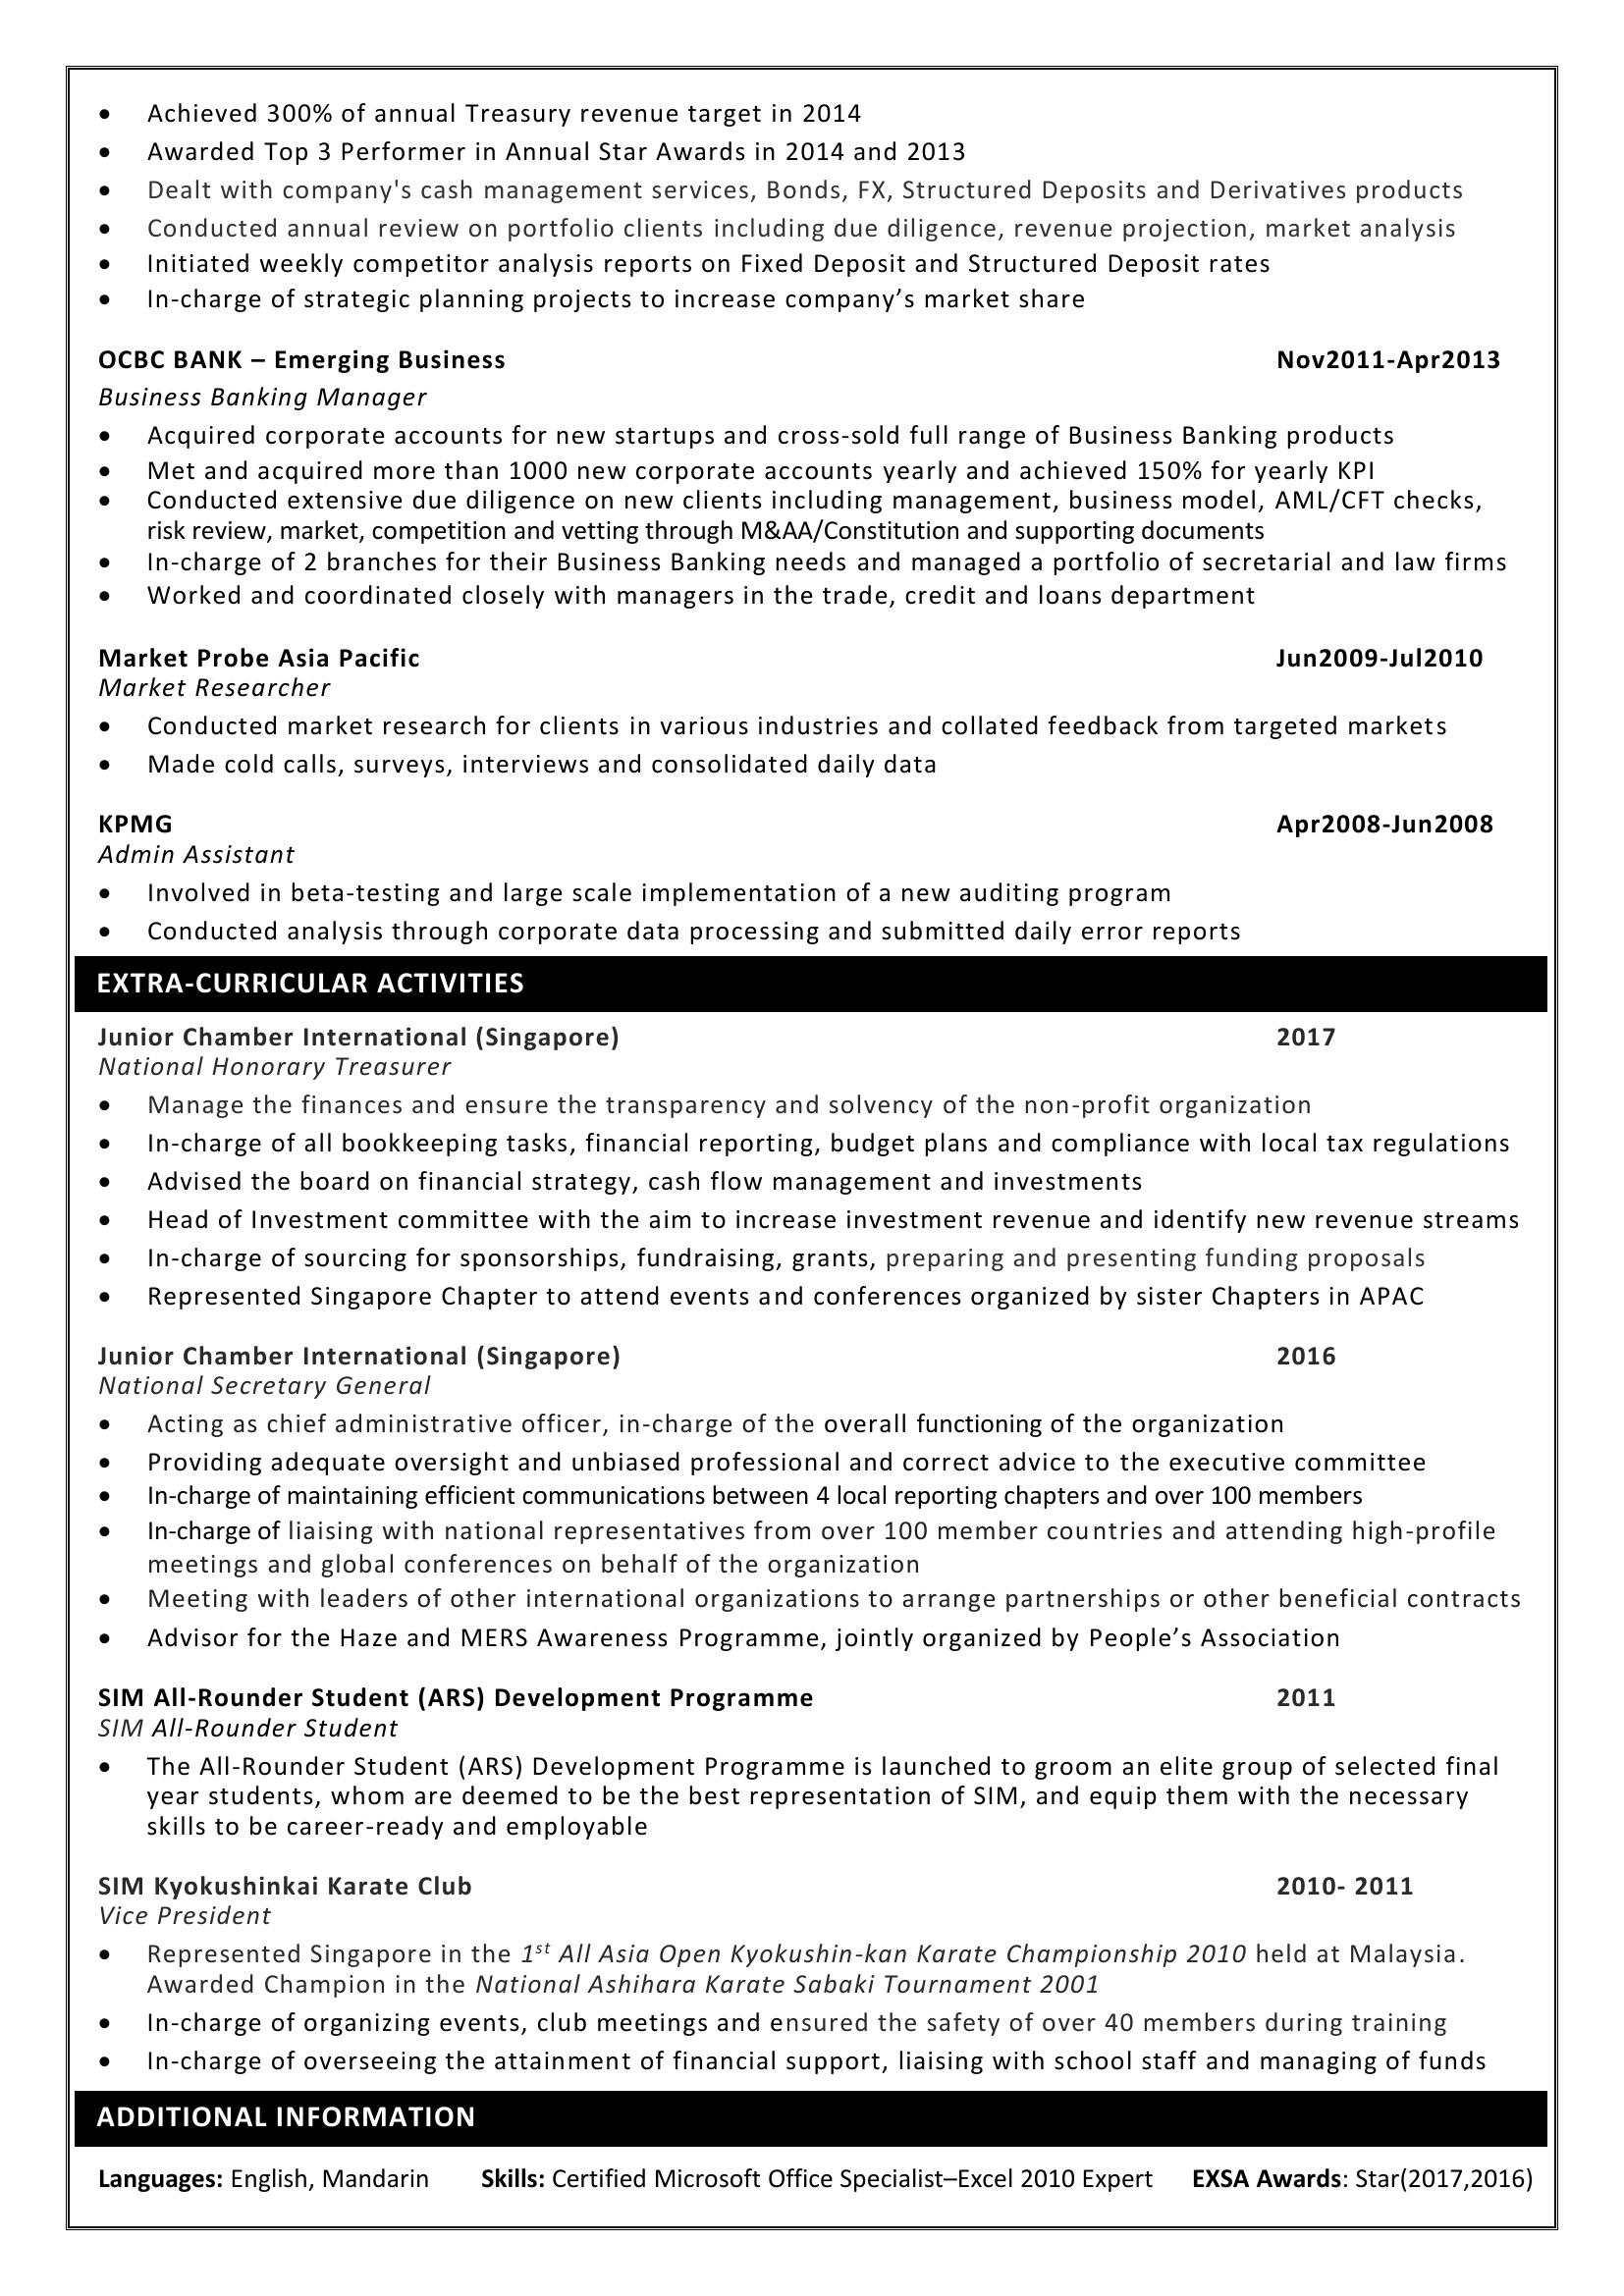 • Achieved 300% of annual Treasury revenue target in 2014
• Awarded Top 3 Performer in Annual Star Awards in 2014 and 2013
• Dealt with company's cash management services, Bonds, FX, Structured Deposits and Derivatives products
• Conducted annual review on portfolio clients including due diligence, revenue projection, market analysis
• Initiated weekly competitor analysis reports on Fixed Deposit and Structured Deposit rates
• In-charge of strategic planning projects to increase company’s market share
OCBC BANK – Emerging Business Nov2011-Apr2013
Business Banking Manager
• Acquired corporate accounts for new startups and cross-sold full range of Business Banking products
• Met and acquired more than 1000 new corporate accounts yearly and achieved 150% for yearly KPI
• Conducted extensive due diligence on new clients including management, business model, AML/CFT checks,
risk review, market, competition and vetting through M&AA/Constitution and supporting documents
• In-charge of 2 branches for their Business Banking needs and managed a portfolio of secretarial and law firms
• Worked and coordinated closely with managers in the trade, credit and loans department
Market Probe Asia Pacific Jun2009-Jul2010
Market Researcher
• Conducted market research for clients in various industries and collated feedback from targeted markets
• Made cold calls, surveys, interviews and consolidated daily data
KPMG Apr2008-Jun2008
Admin Assistant
• Involved in beta-testing and large scale implementation of a new auditing program
• Conducted analysis through corporate data processing and submitted daily error reports
EXTRA-CURRICULAR ACTIVITIES
Junior Chamber International (Singapore) 2017
National Honorary Treasurer
• Manage the finances and ensure the transparency and solvency of the non-profit organization
• In-charge of all bookkeeping tasks, financial reporting, budget plans and compliance with local tax regulations
• Advised the board on financial strategy, cash flow management and investments
• Head of Investment committee with the aim to increase investment revenue and identify new revenue streams
• In-charge of sourcing for sponsorships, fundraising, grants, preparing and presenting funding proposals
• Represented Singapore Chapter to attend events and conferences organized by sister Chapters in APAC
Junior Chamber International (Singapore) 2016
National Secretary General
• Acting as chief administrative officer, in-charge of the overall functioning of the organization
• Providing adequate oversight and unbiased professional and correct advice to the executive committee
• In-charge of maintaining efficient communications between 4 local reporting chapters and over 100 members
• In-charge of liaising with national representatives from over 100 member countries and attending high-profile
meetings and global conferences on behalf of the organization
• Meeting with leaders of other international organizations to arrange partnerships or other beneficial contracts
• Advisor for the Haze and MERS Awareness Programme, jointly organized by People’s Association
SIM All-Rounder Student (ARS) Development Programme 2011
SIM All-Rounder Student
• The All-Rounder Student (ARS) Development Programme is launched to groom an elite group of selected final
year students, whom are deemed to be the best representation of SIM, and equip them with the necessary
skills to be career-ready and employable
SIM Kyokushinkai Karate Club 2010- 2011
Vice President
• Represented Singapore in the 1st All Asia Open Kyokushin-kan Karate Championship 2010 held at Malaysia.
Awarded Champion in the National Ashihara Karate Sabaki Tournament 2001
• In-charge of organizing events, club meetings and ensured the safety of over 40 members during training
• In-charge of overseeing the attainment of financial support, liaising with school staff and managing of funds
ADDITIONAL INFORMATION
Languages: English, Mandarin Skills: Certified Microsoft Office Specialist–Excel 2010 Expert EXSA Awards: Star(2017,2016)